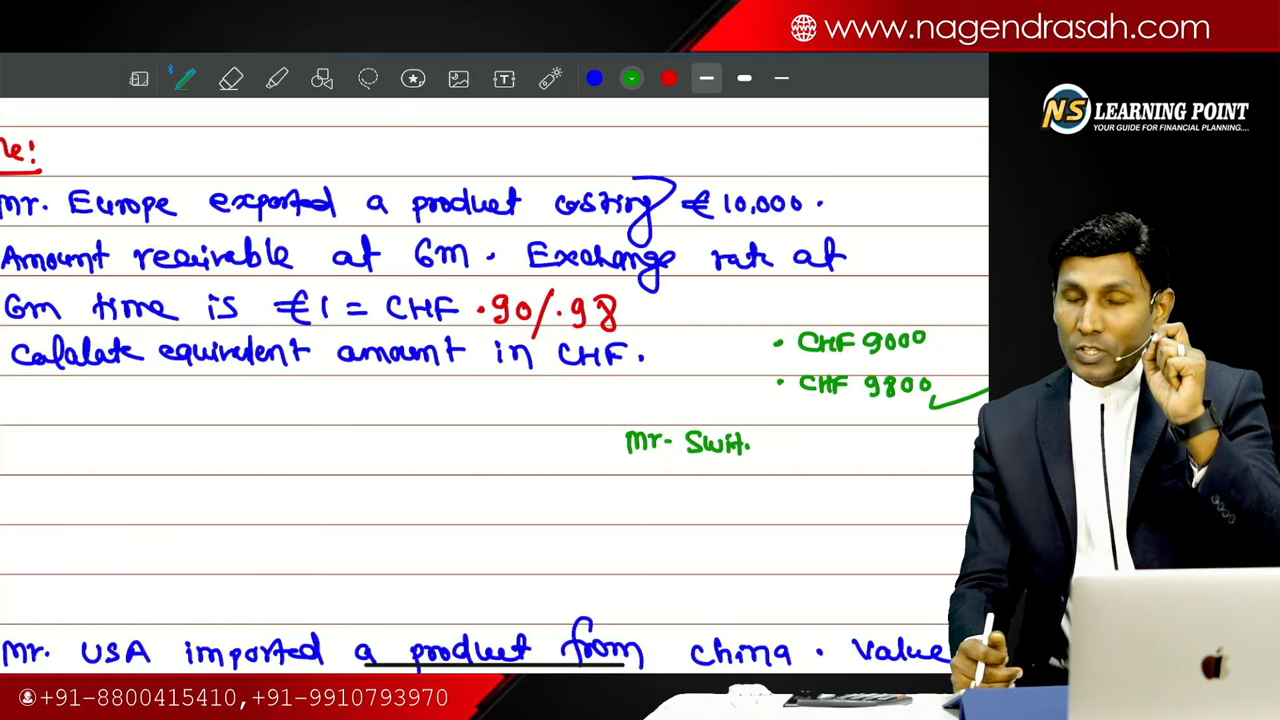 www.nagendrasah.com
NS LEARNING POINT
YOUR GUIDE FOR FINANCIAL PLANNING....
le:
Mr. Europe exported a product costing € 10,000.
Amount receivable at 6m. Exchange rate at
6m time is €1 = CHF .90/.98
Calalate equivalent amount in CHF.
• CHF 9000
• CHF 9800
Mr. Swit.
Mr. USA imported a product from china. Value
+91-8800415410,+91-9910793970